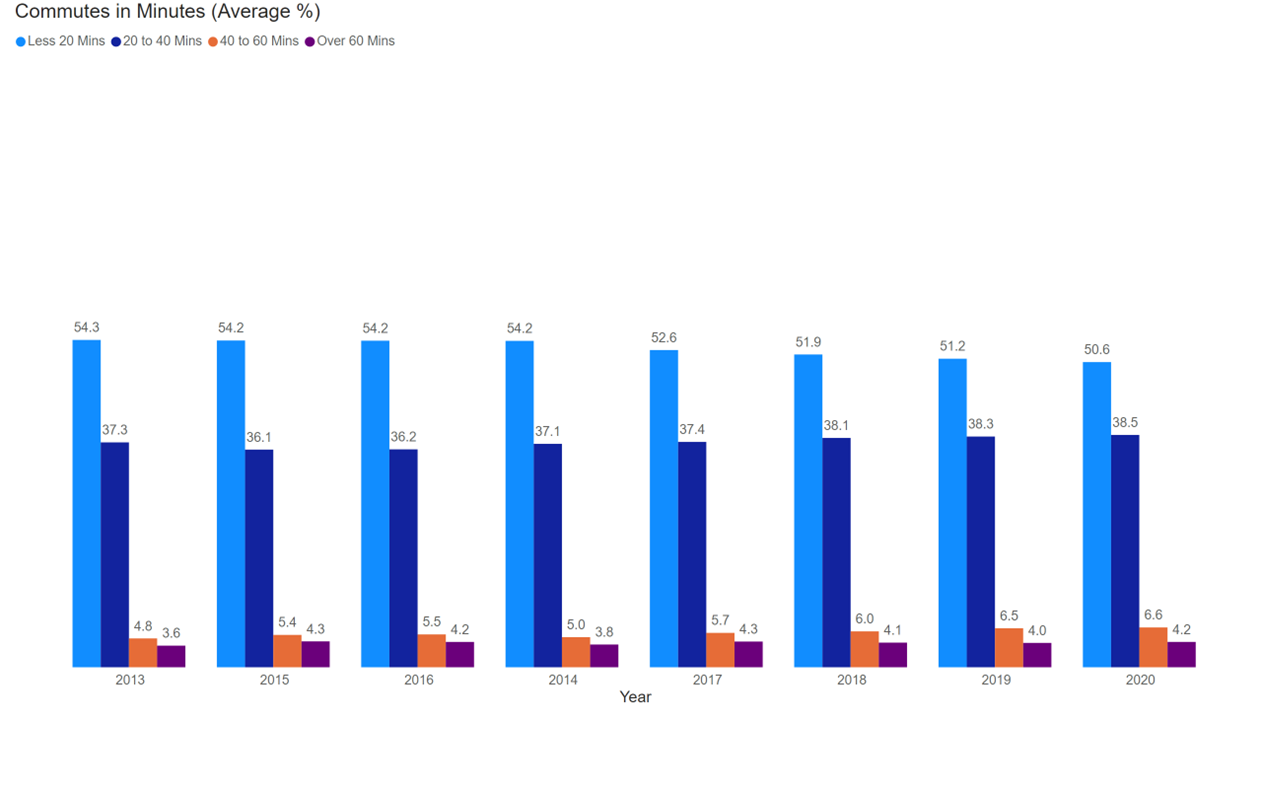 Commutes in Minutes (Average %)
Less 20 Mins 20 to 40 Mins 40 to 60 Mins Over 60 Mins
54.3 37.3 4.8 3.6
54.2 36.1 5.4 4.3
54.2 36.2 5.5 4.2
54.2 37.1 5.0 3.8
52.6 37.4 5.7 4.3
51.9 38.1 6.0 4.1
51.2 38.3 6.5 4.0
50.6 38.5 6.6 4.2
2013 2015 2016 2014 2017 2018 2019 2020
Year